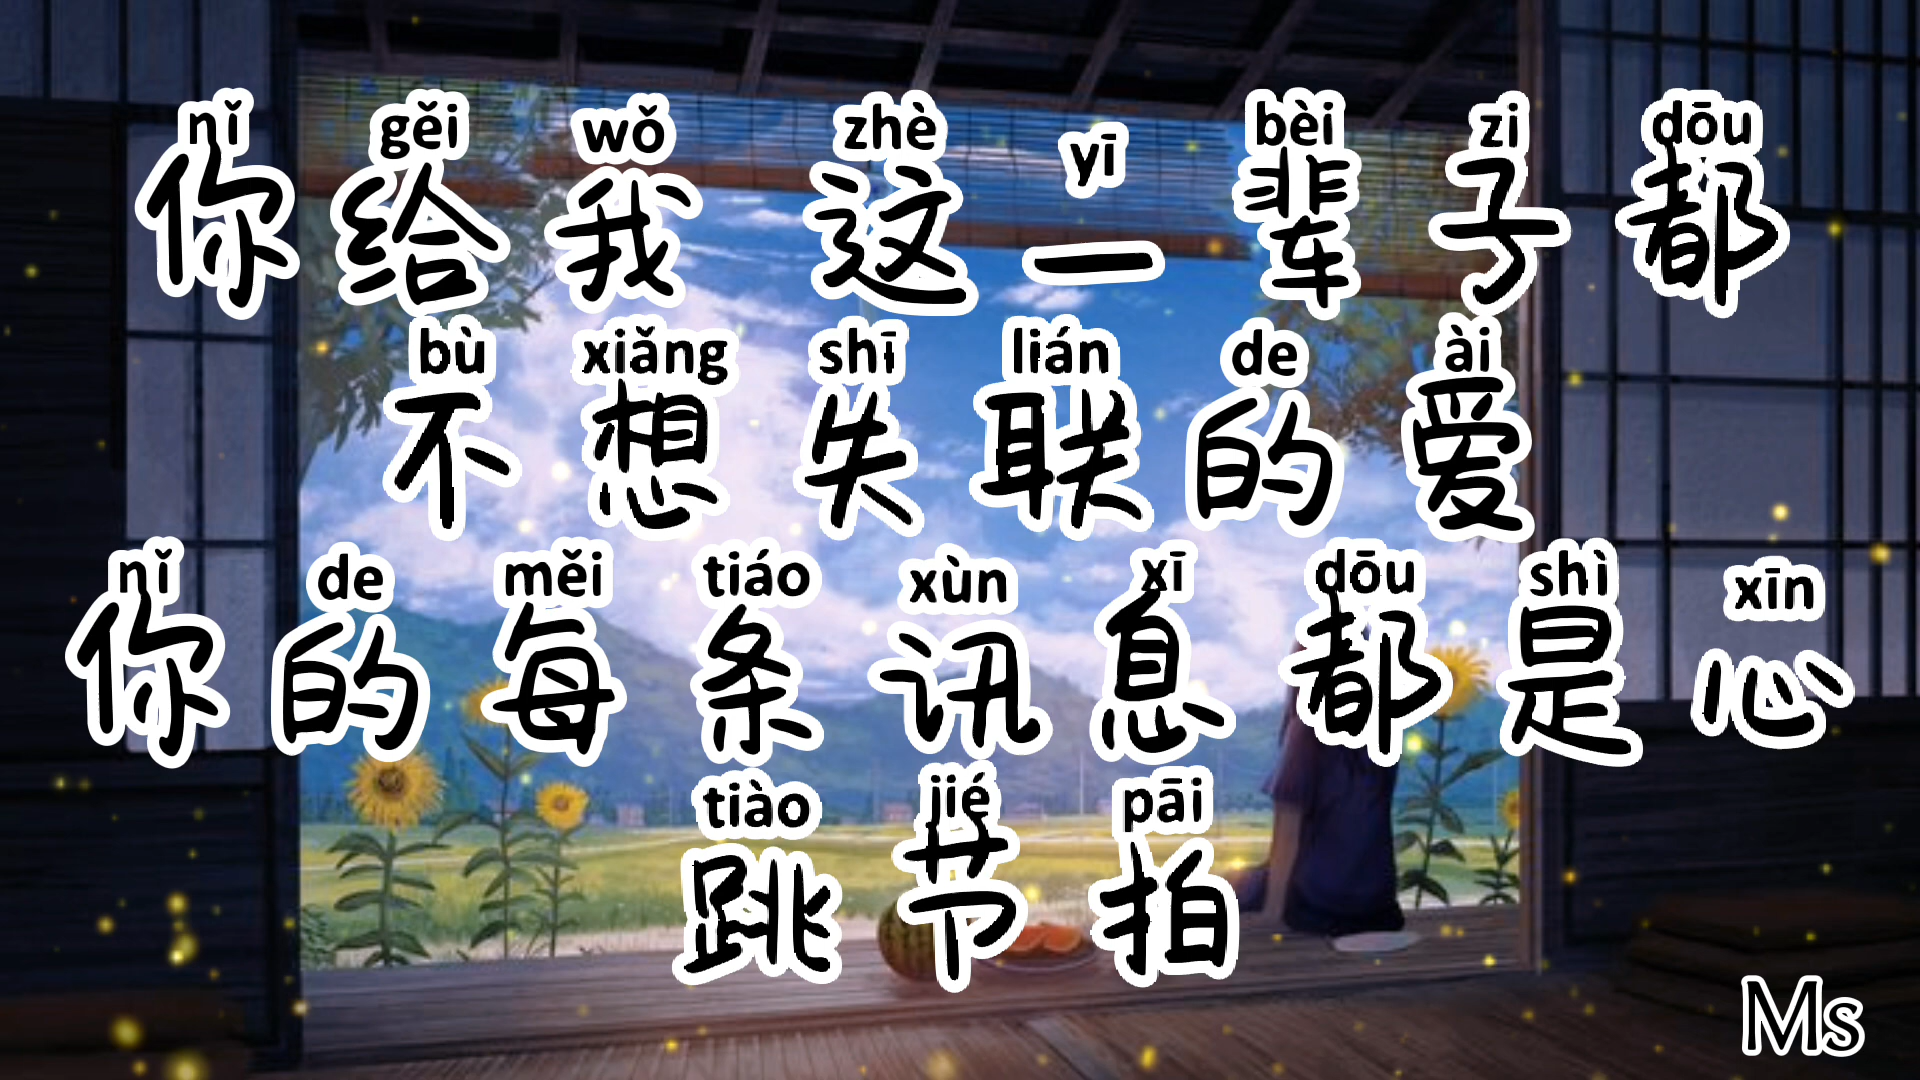 nǐ gěi wǒ zhè yī bèi zi dōu
你给我 这一辈子都
bù xiǎng shī lián de ài
不想失联的爱
nǐ de měi tiáo xùn xī dōu shì xīn
你的每条讯息都是心
tiào jié pāi
跳节拍
Ms